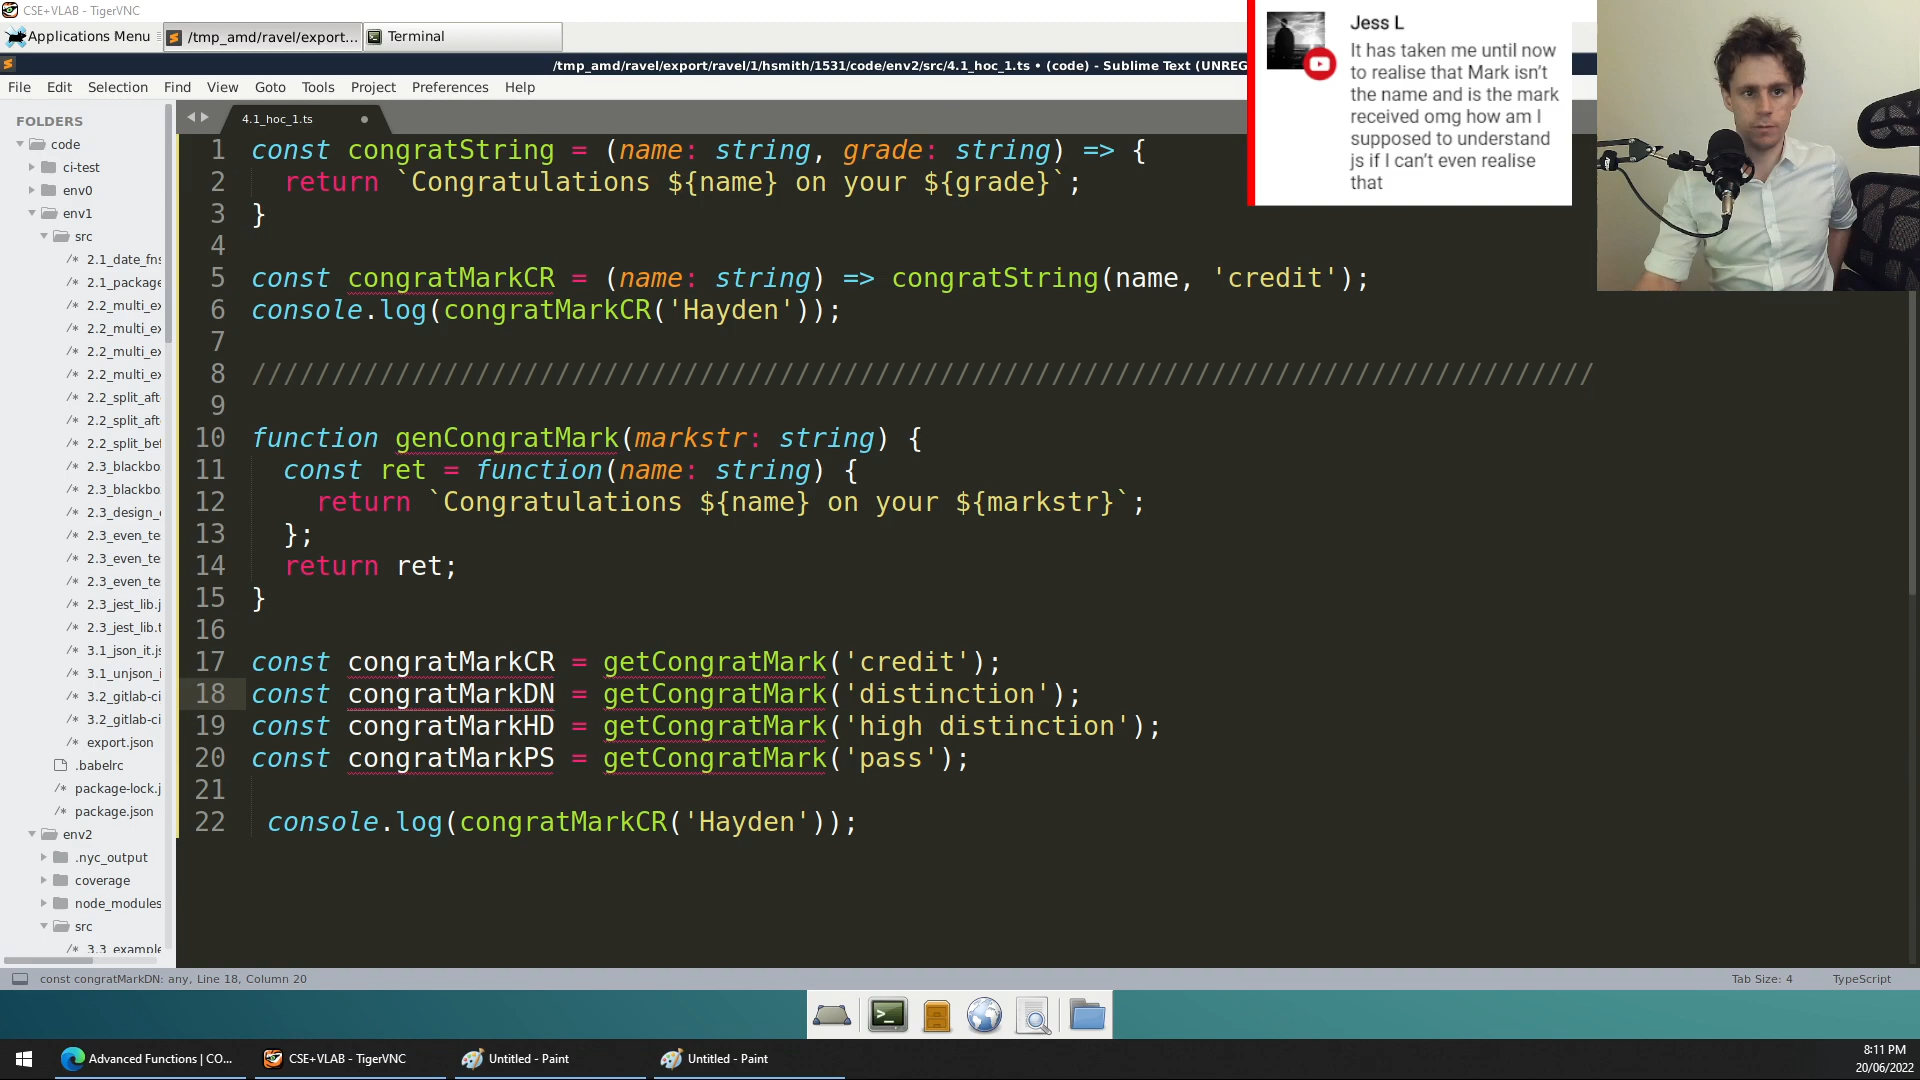 CSE+VLAB - TigerVNC
Applications Menu
/tmp_amd/ravel/export...
Terminal
/tmp_amd/ravel/export/ravel/1/hsmith/1531/code/env2/src/4.1_hoc_1.ts • (code) - Sublime Text (UNREG
File Edit Selection Find View Goto Tools Project Preferences Help
Jess L
It has taken me until now
to realise that Mark isn't
the name and is the mark
received omg how am I
supposed to understand
js if I can't even realise
that
FOLDERS
code
ci-test
env0
env1
src
/* 2.1_date_fns
/* 2.1_package
/* 2.2_multi_ex
/* 2.2_multi_ex
/* 2.2_multi_ex
/* 2.2_multi_ex
/* 2.2_split_aft
/* 2.2_split_aft
/* 2.2_split_bef
/* 2.3_blackbo
/* 2.3_blackbo
/* 2.3_design_
/* 2.3_even_te
/* 2.3_even_te
/* 2.3_even_te
/* 2.3_jest_lib.j
/* 2.3_jest_lib.t
/* 3.1_json_it.js
/* 3.1_unjson_i
/* 3.2_gitlab-ci
/* 3.2_gitlab-ci
/* export.json
.babelrc
/* package-lock.j
/* package.json
env2
.nyc_output
coverage
node_modules
src
/* 3.3_example
4.1_hoc_1.ts
1 const congratString = (name: string, grade: string) => {
2 return `Congratulations ${name} on your ${grade}`;
3 }
4
5 const congratMarkCR = (name: string) => congratString(name, 'credit');
6 console.log(congratMarkCR('Hayden'));
7
8 ////////////////////////////////////////////////////////////////////////////////////
9
10 function genCongratMark(markstr: string) {
11 const ret = function(name: string) {
12 return `Congratulations ${name} on your ${markstr}`;
13 };
14 return ret;
15 }
16
17 const congratMarkCR = getCongratMark('credit');
18 const congratMarkDN = getCongratMark('distinction');
19 const congratMarkHD = getCongratMark('high distinction');
20 const congratMarkPS = getCongratMark('pass');
21
22 console.log(congratMarkCR('Hayden'));
const congratMarkDN: any, Line 18, Column 20
Tab Size: 4
TypeScript
Advanced Functions | CO...
CSE+VLAB - TigerVNC
Untitled - Paint
Untitled - Paint
8:11 PM
20/06/2022